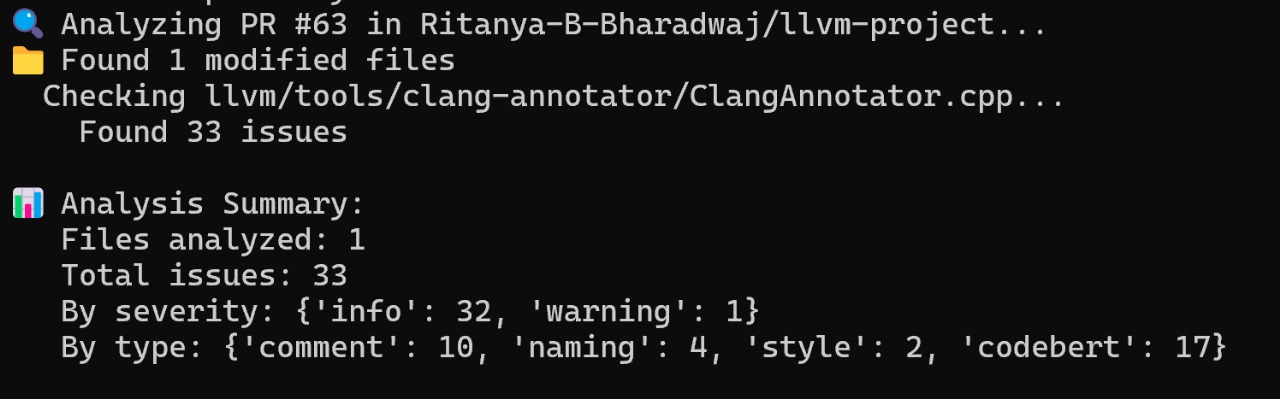 🔍 Analyzing PR #63 in Ritanya-B-Bharadwaj/llvm-project...
📁 Found 1 modified files
Checking llvm/tools/clang-annotator/ClangAnnotator.cpp...
Found 33 issues
📊 Analysis Summary:
Files analyzed: 1
Total issues: 33
By severity: {'info': 32, 'warning': 1}
By type: {'comment': 10, 'naming': 4, 'style': 2, 'codebert': 17}